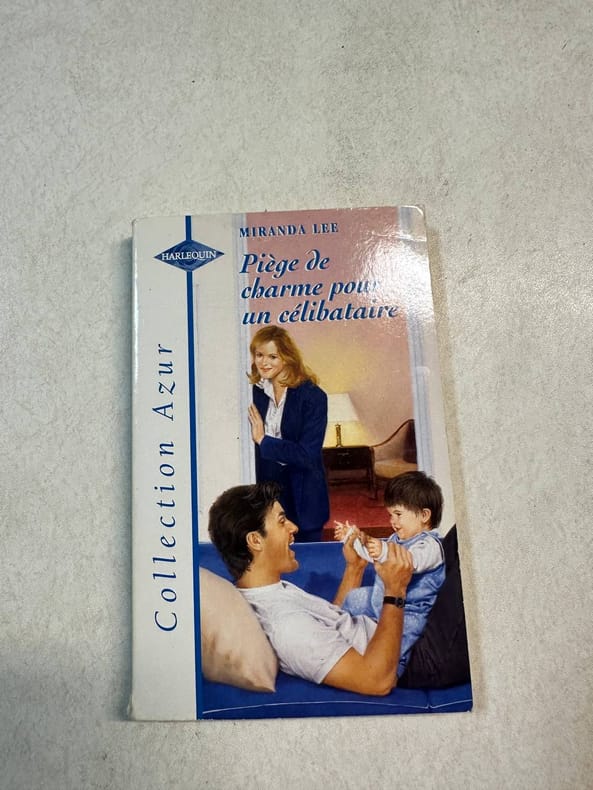 MIRANDA LEE
HARLEQUIN
Piège de
charme pour
un célibataire
Collection Azur